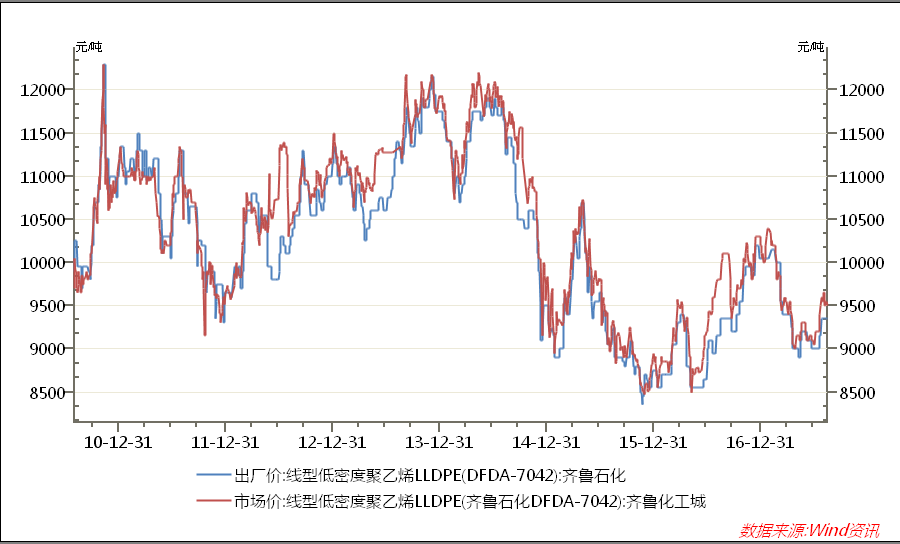 元/吨 元/吨
12000 12000
11500 11500
11000 11000
10500 10500
10000 10000
9500 9500
9000 9000
8500 8500
10-12-31 11-12-31 12-12-31 13-12-31 14-12-31 15-12-31 16-12-31
出厂价:线型低密度聚乙烯LLDPE(DFDA-7042):齐鲁石化
市场价:线型低密度聚乙烯LLDPE(齐鲁石化DFDA-7042):齐鲁化工城
数据来源:Wind资讯